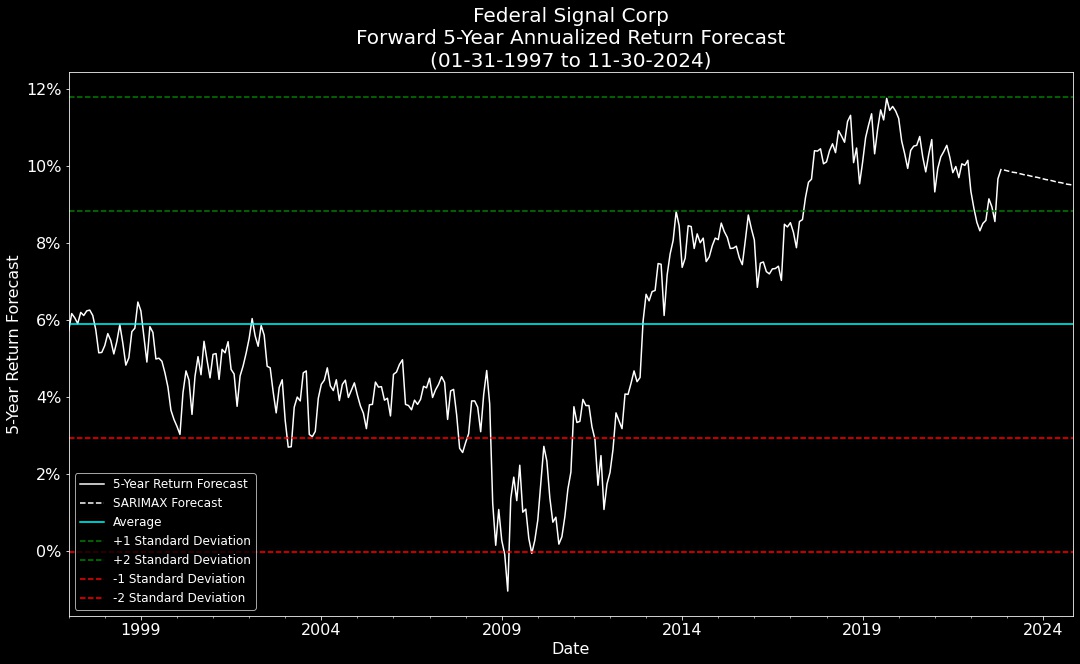 Federal Signal Corp
Forward 5-Year Annualized Return Forecast
(01-31-1997 to 11-30-2024)
12%
10%
8%
6%
4%
2%
0%
5-Year Return Forecast
5-Year Return Forecast
SARIMAX Forecast
Average
+1 Standard Deviation
+2 Standard Deviation
-1 Standard Deviation
-2 Standard Deviation
1999 2004 2009 2014 2019 2024
Date